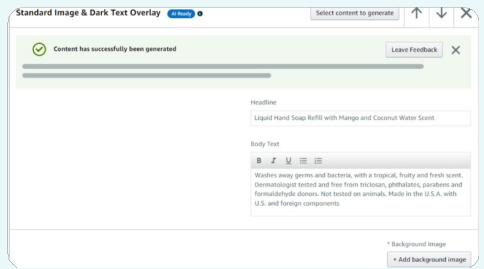 Standard Image & Dark Text Overlay AI Ready
Select content to generate
Content has successfully been generated
Leave Feedback
Headline
Liquid Hand Soap Refill with Mango and Coconut Water Scent
Body Text
B I U
Washes away germs and bacteria, with a tropical, fruity and fresh scent.
Dermatologist tested and free from triclosan, phthalates, parabens and
formaldehyde donors. Not tested on animals. Made in the U.S.A. with
U.S. and foreign components
* Background image
+ Add background image